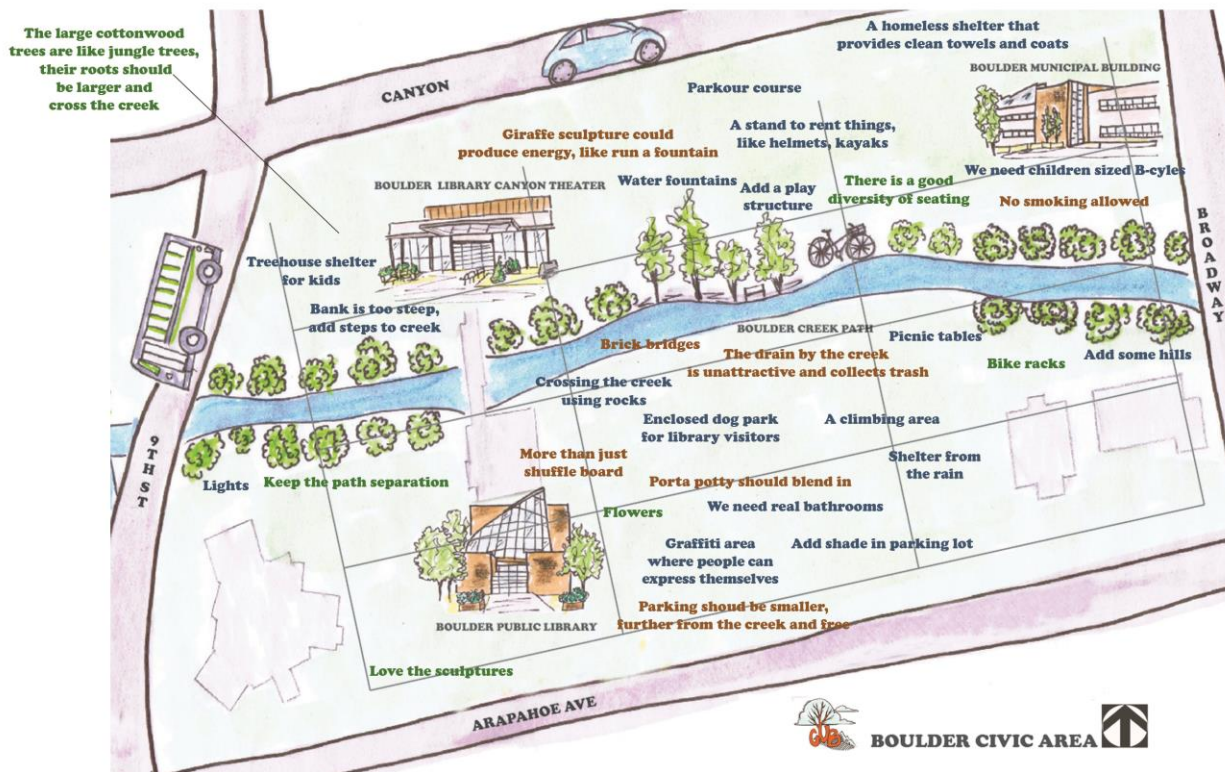 The large cottonwood
trees are like jungle trees,
their roots should
be larger and
cross the creek
CANYON
A homeless shelter that
provides clean towels and coats
BOULDER MUNICIPAL BUILDING
Parkour course
Giraffe sculpture could
produce energy, like run a fountain
A stand to rent things,
like helmets, kayaks
BOULDER LIBRARY CANYON THEATER
Water fountains
Add a play
structure
There is a good
diversity of seating
We need children sized B-cyles
No smoking allowed
BROADWAY
Treehouse shelter
for kids
Bank is too steep,
add steps to creek
BOULDER CREEK PATH
Brick bridges
The drain by the creek
is unattractive and collects trash
Picnic tables
Bike racks
Add some hills
Crossing the creek
using rocks
Enclosed dog park
for library visitors
A climbing area
9TH ST
Lights
Keep the path separation
More than just
shuffle board
Porta potty should blend in
Shelter from
the rain
Flowers
We need real bathrooms
Graffiti area
where people can
express themselves
Add shade in parking lot
Parking shoud be smaller,
further from the creek and free
BOULDER PUBLIC LIBRARY
Love the sculptures
ARAPAHOE AVE
GUB
BOULDER CIVIC AREA